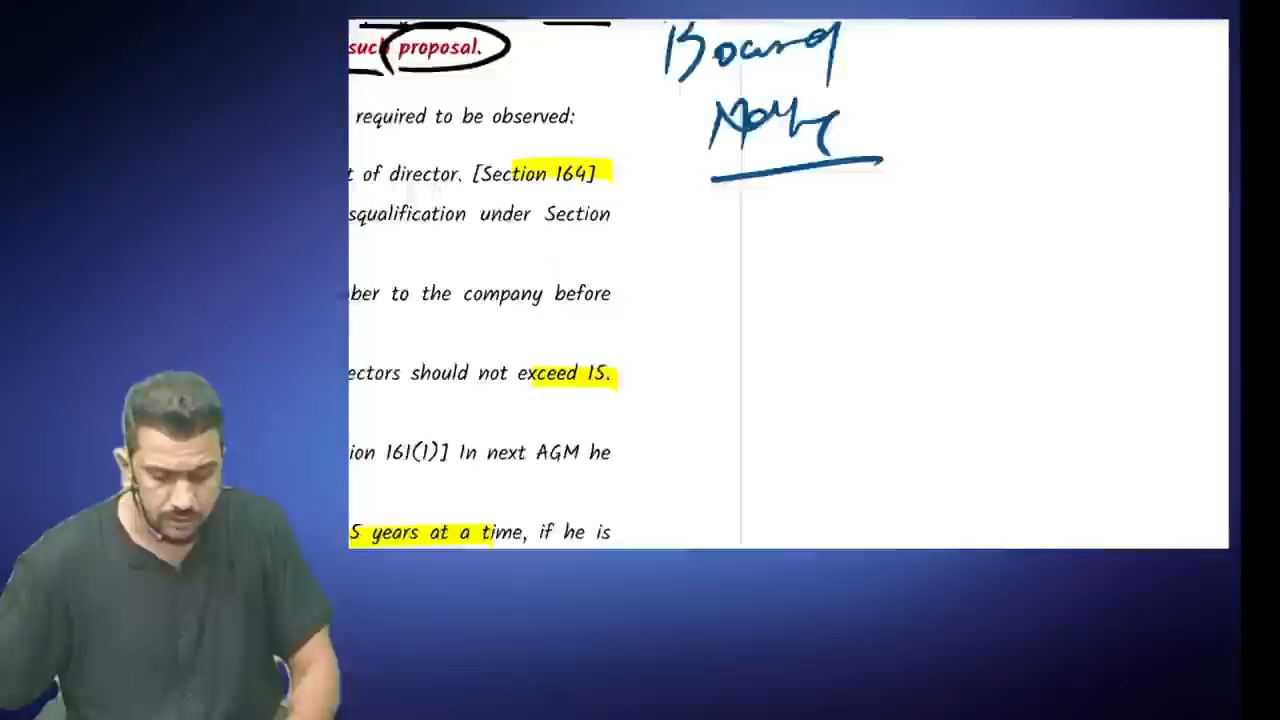 such proposal.
Board
required to be observed:
t of director. [Section 164]
squalification under Section
ber to the company before
ectors should not exceed 15.
ion 161(1)] In next AGM he
5 years at a time, if he is